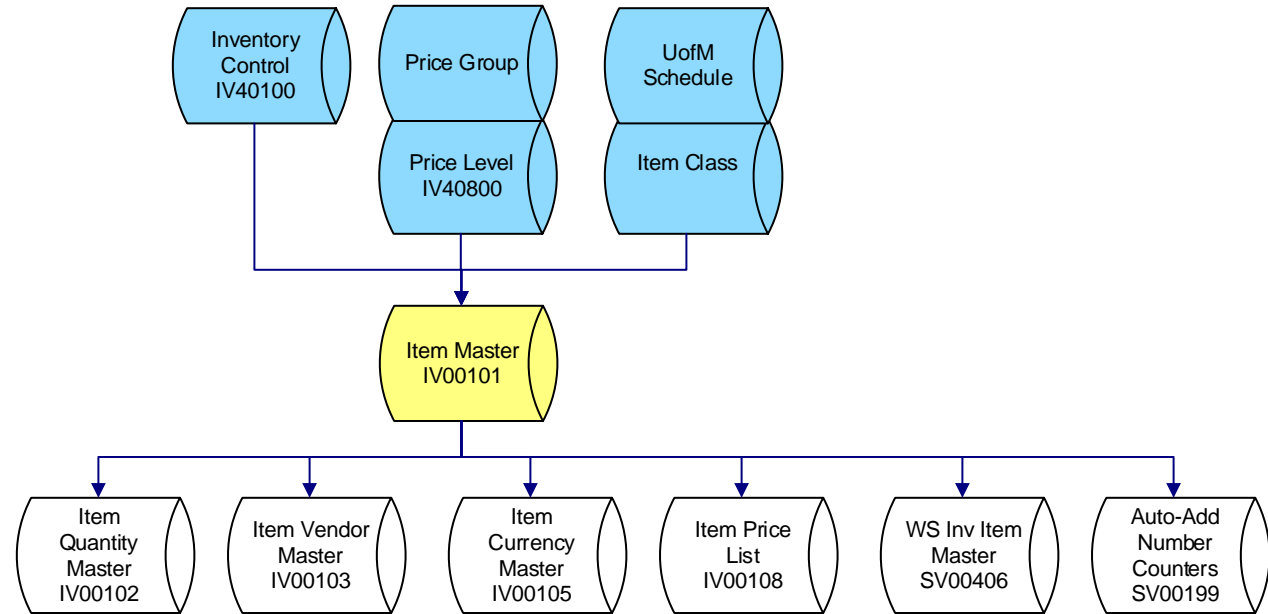 Inventory
Control
IV40100
Price Group
UofM
Schedule
Price Level
IV40800
Item Class
Item Master
IV00101
Item
Quantity
Master
IV00102
Item Vendor
Master
IV00103
Item
Currency
Master
IV00105
Item Price
List
IV00108
WS Inv Item
Master
SV00406
Auto-Add
Number
Counters
SV00199